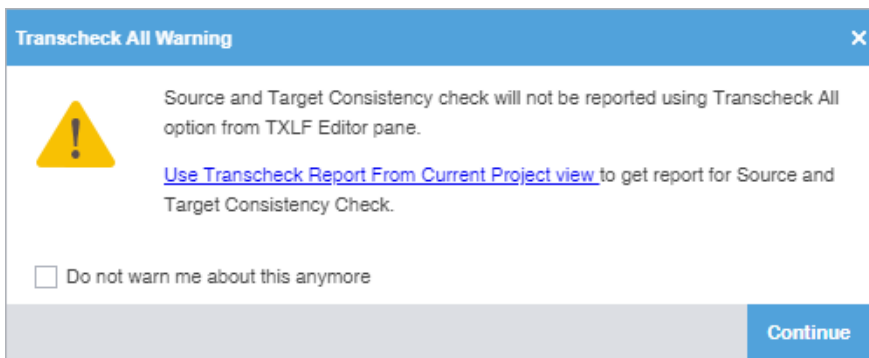 Transcheck All Warning
Source and Target Consistency check will not be reported using Transcheck All
option from TXLF Editor pane.
Use Transcheck Report From Current Project view to get report for Source and
Target Consistency Check.
Do not warn me about this anymore
Continue